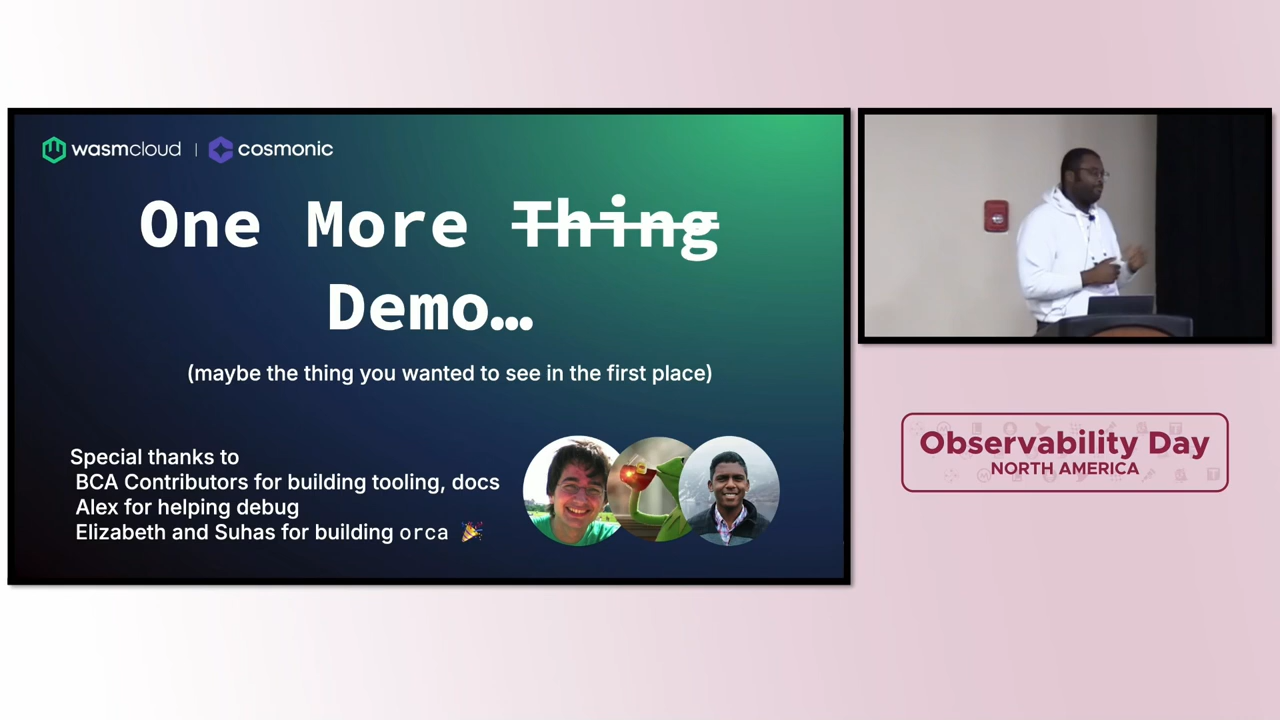 wasmcloud | cosmonic
One More Thing
Demo…
(maybe the thing you wanted to see in the first place)
Special thanks to
BCA Contributors for building tooling, docs
Alex for helping debug
Elizabeth and Suhas for building orca 🎉
Observability Day
NORTH AMERICA